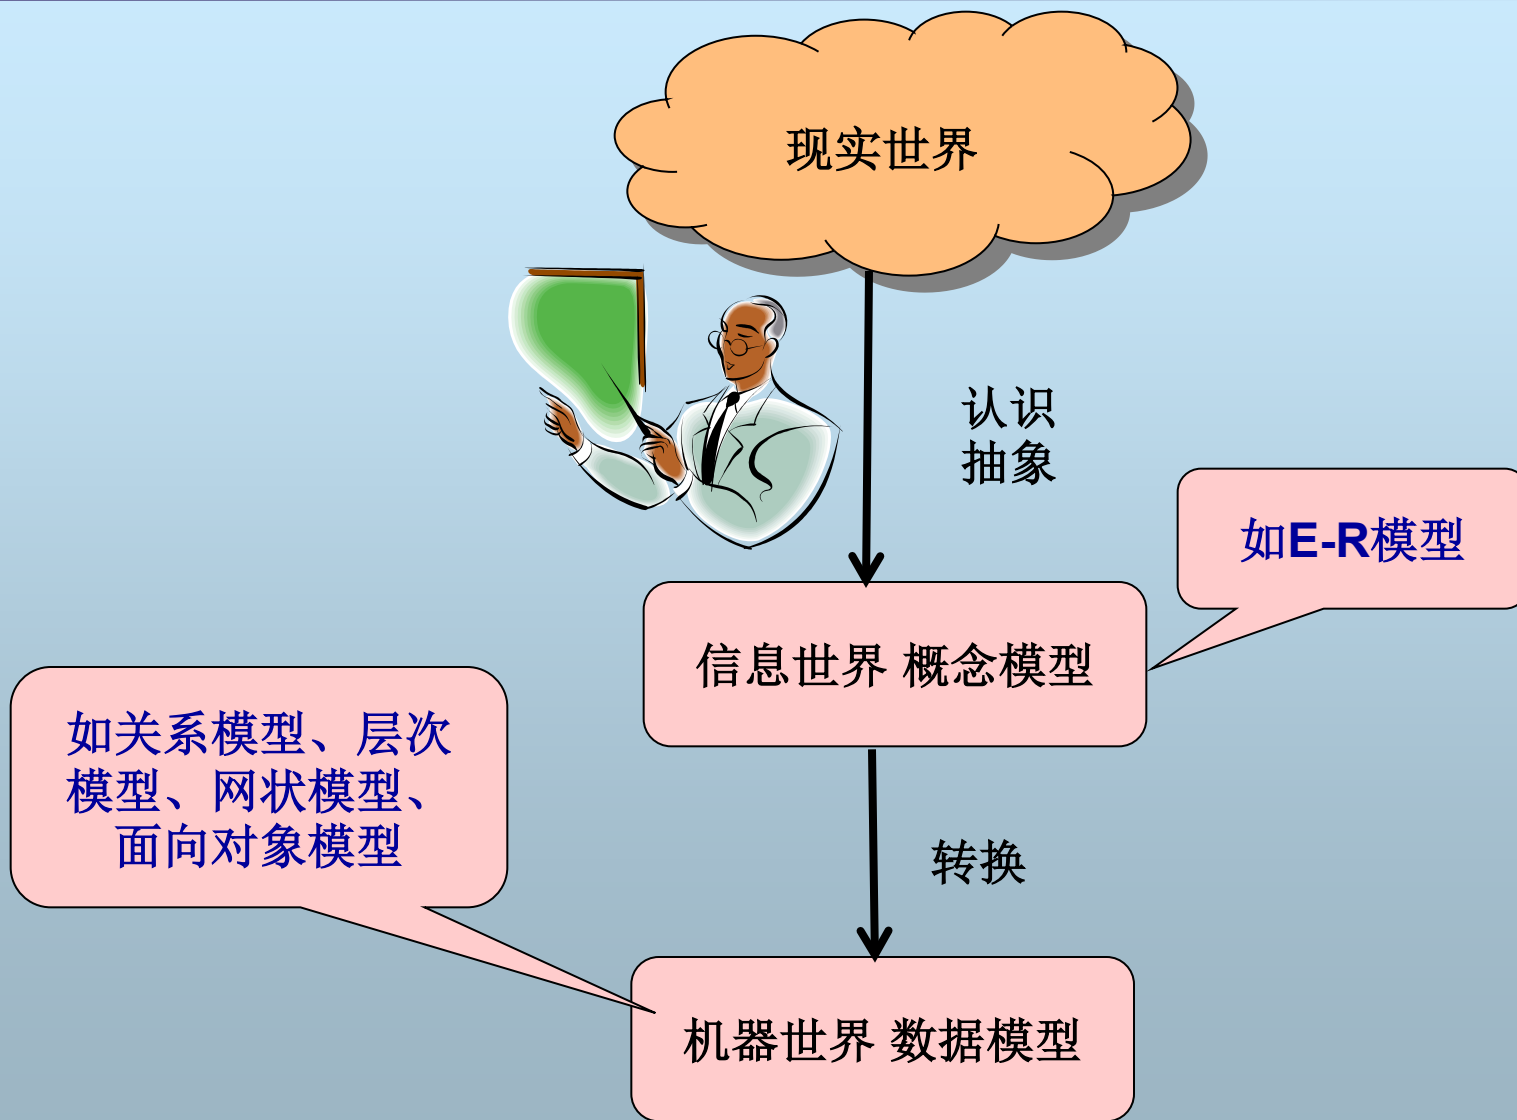 现实世界
认识
抽象
如E-R模型
信息世界 概念模型
如关系模型、层次
模型、网状模型、
面向对象模型
转换
机器世界 数据模型